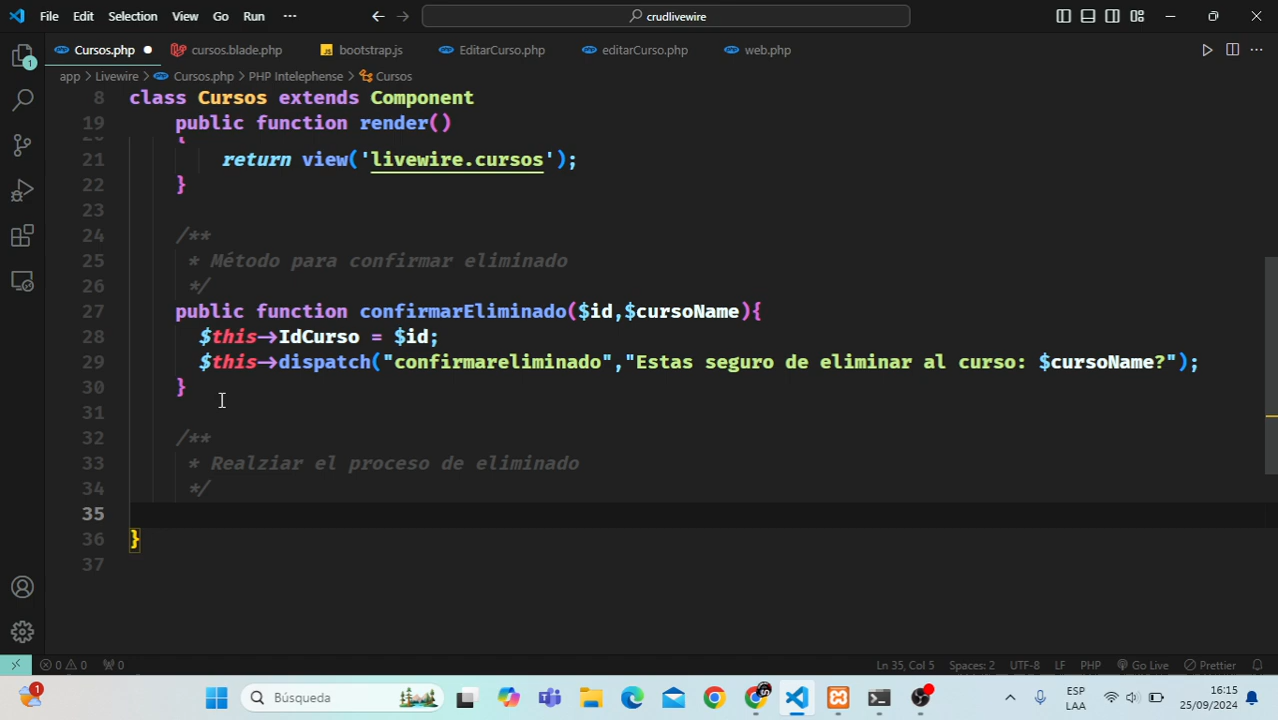 File Edit Selection View Go Run ··· crudlivewire
Cursos.php cursos.blade.php bootstrap.js EditarCurso.php editarCurso.php web.php
app > Livewire > Cursos.php > PHP Intelephense > Cursos
8 class Cursos extends Component
19 public function render()
20 {
21 return view('livewire.cursos');
22 }
23
24 /**
25 * Método para confirmar eliminado
26 */
27 public function confirmarEliminado($id,$cursoName){
28 $this->IdCurso = $id;
29 $this->dispatch("confirmareliminado","Estas seguro de eliminar al curso: $cursoName?");
30 }
31
32 /**
33 * Realziar el proceso de eliminado
34 */
35
36 }
37
0 0 0 Ln 35, Col 5 Spaces: 2 UTF-8 LF PHP Go Live Prettier
1 Búsqueda ESP LAA 16:15 25/09/2024